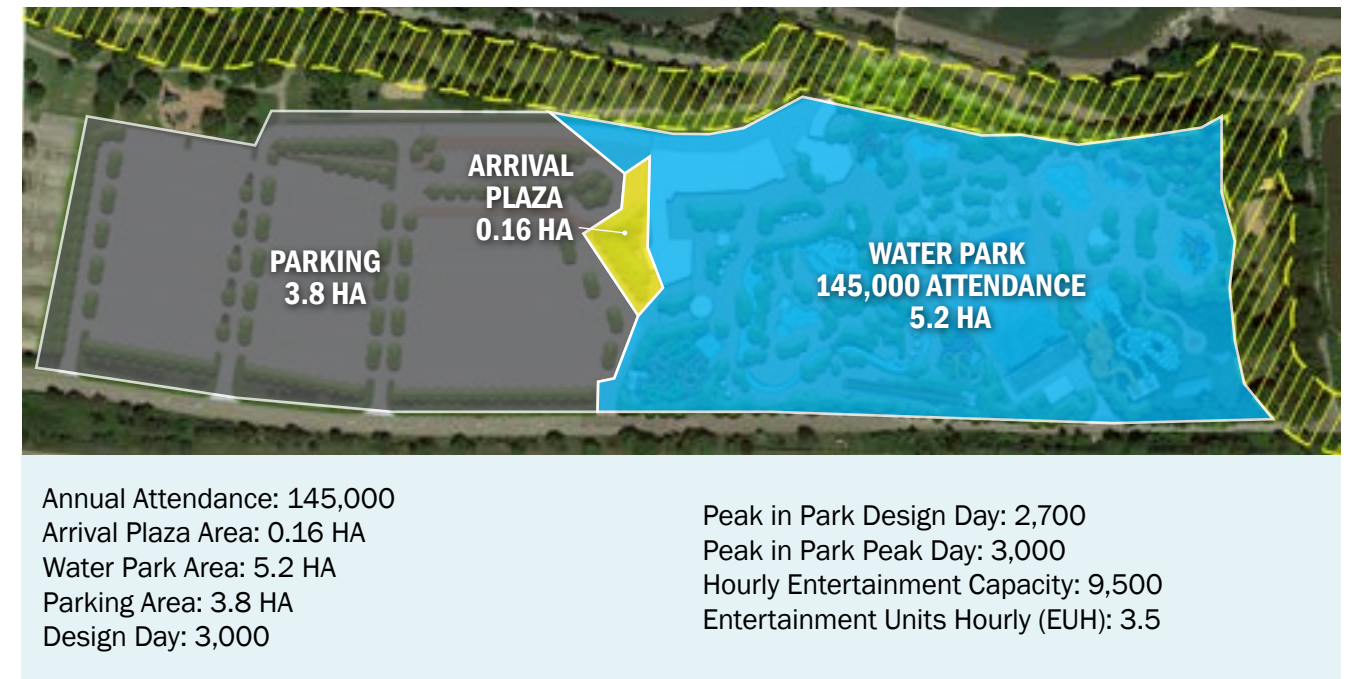 ARRIVAL
PLAZA
0.16 HA
PARKING
3.8 HA
WATER PARK
145,000 ATTENDANCE
5.2 HA
Annual Attendance: 145,000
Arrival Plaza Area: 0.16 HA
Water Park Area: 5.2 HA
Parking Area: 3.8 HA
Design Day: 3,000
Peak in Park Design Day: 2,700
Peak in Park Peak Day: 3,000
Hourly Entertainment Capacity: 9,500
Entertainment Units Hourly (EUH): 3.5